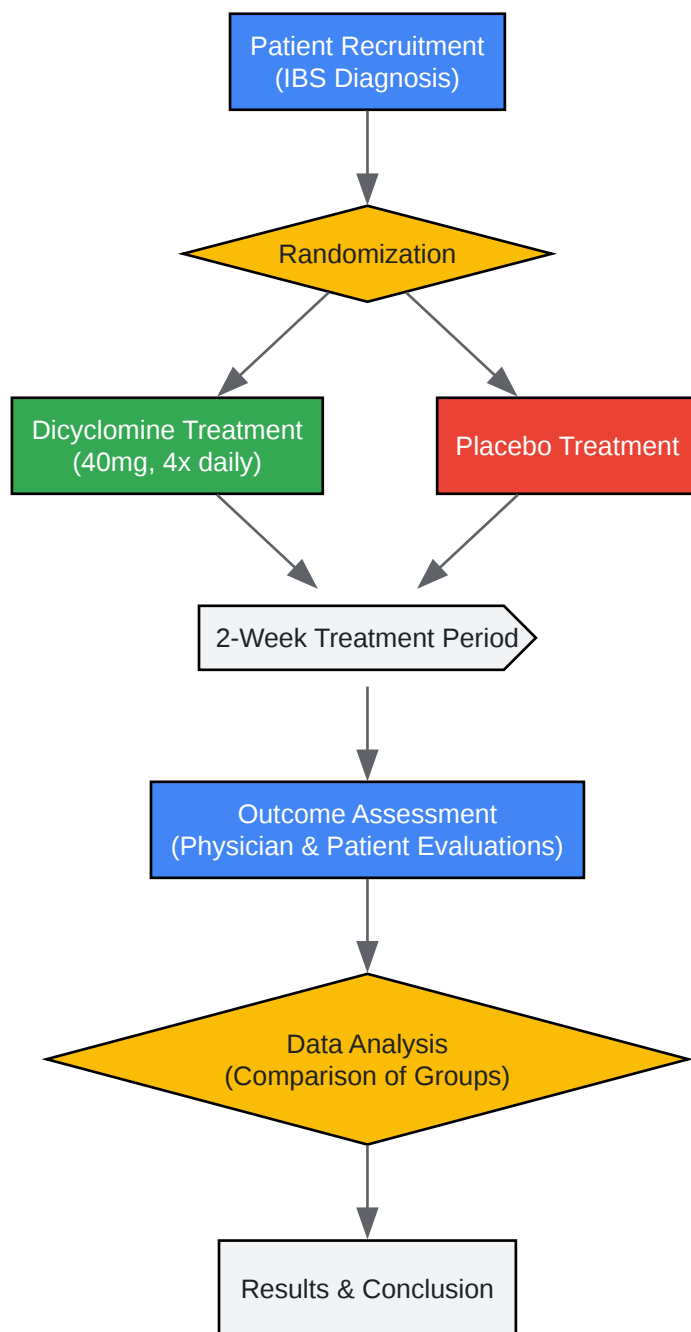 Patient Recruitment
(IBS Diagnosis)
Randomization
Dicyclomine Treatment
(40mg, 4x daily)
Placebo Treatment
2-Week Treatment Period
Outcome Assessment
(Physician & Patient Evaluations)
Data Analysis
(Comparison of Groups)
Results & Conclusion